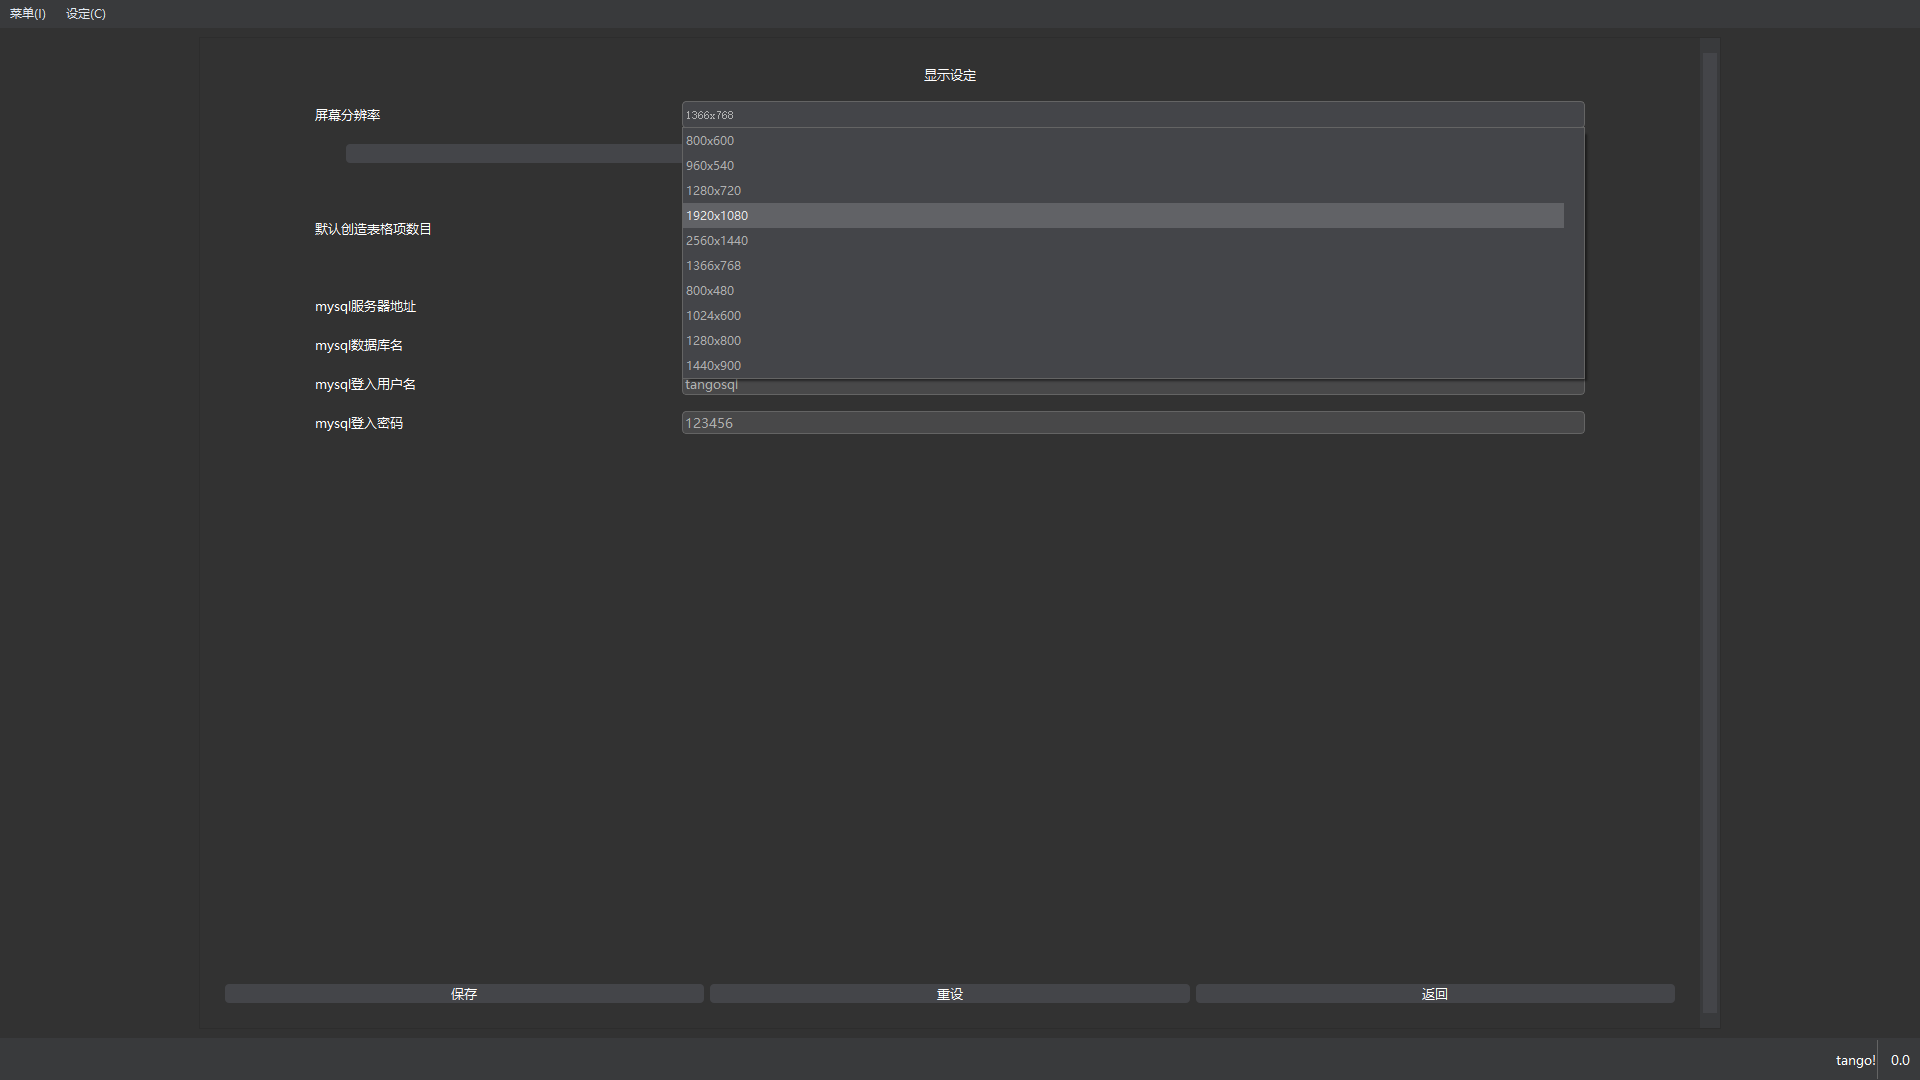 菜单(I) 设定(C)
显示设定
屏幕分辨率 1366x768
800x600
960x540
1280x720
1920x1080
默认创造表格项数目
2560x1440
1366x768
800x480
mysql服务器地址
1024x600
mysql数据库名
1280x800
1440x900
mysql登入用户名 tangosql
mysql登入密码 123456
保存 重设 返回
tango! 0.0